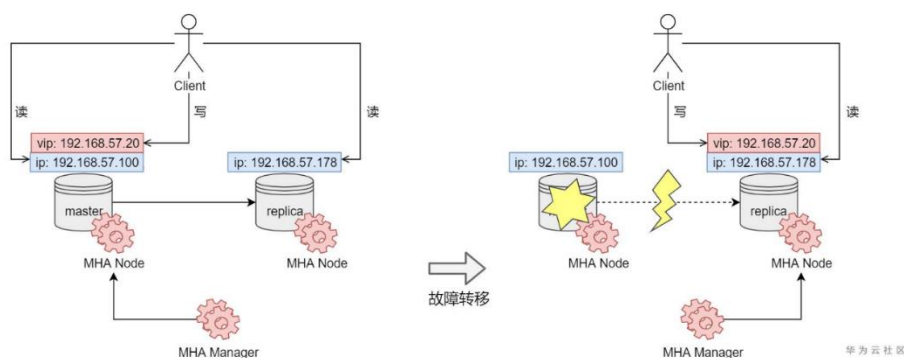 Client
读
写
读
vip: 192.168.57.20
ip: 192.168.57.100
ip: 192.168.57.178
master
replica
MHA Node
MHA Node
MHA Manager
故障转移
Client
写
读
vip: 192.168.57.20
ip: 192.168.57.100
ip: 192.168.57.178
replica
MHA Node
MHA Node
MHA Manager
华为云社区